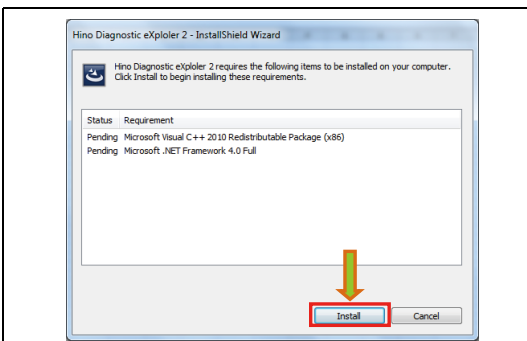 Hino Diagnostic eXploler 2 - InstallShield Wizard
Hino Diagnostic eXploler 2 requires the following items to be installed on your computer.
Click Install to begin installing these requirements.
Status Requirement
Pending Microsoft Visual C++ 2010 Redistributable Package (x86)
Pending Microsoft .NET Framework 4.0 Full
Install Cancel